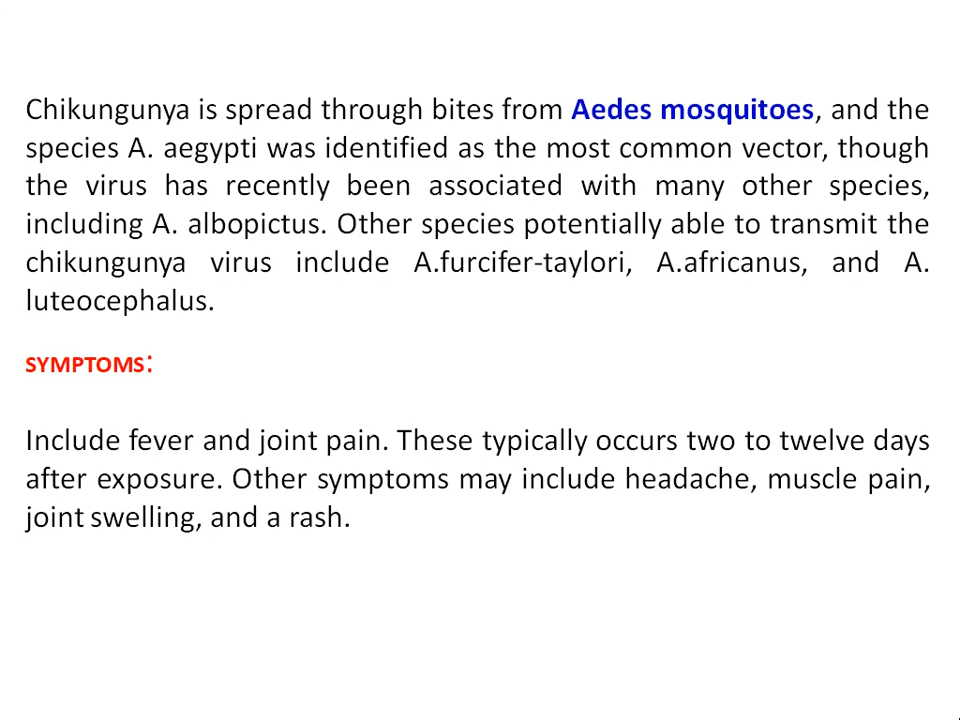 Chikungunya is spread through bites from Aedes mosquitoes, and the
species A. aegypti was identified as the most common vector, though
the virus has recently been associated with many other species,
including A. albopictus. Other species potentially able to transmit the
chikungunya virus include A.furcifer-taylori, A.africanus, and A.
luteocephalus.
SYMPTOMS:
Include fever and joint pain. These typically occurs two to twelve days
after exposure. Other symptoms may include headache, muscle pain,
joint swelling, and a rash.